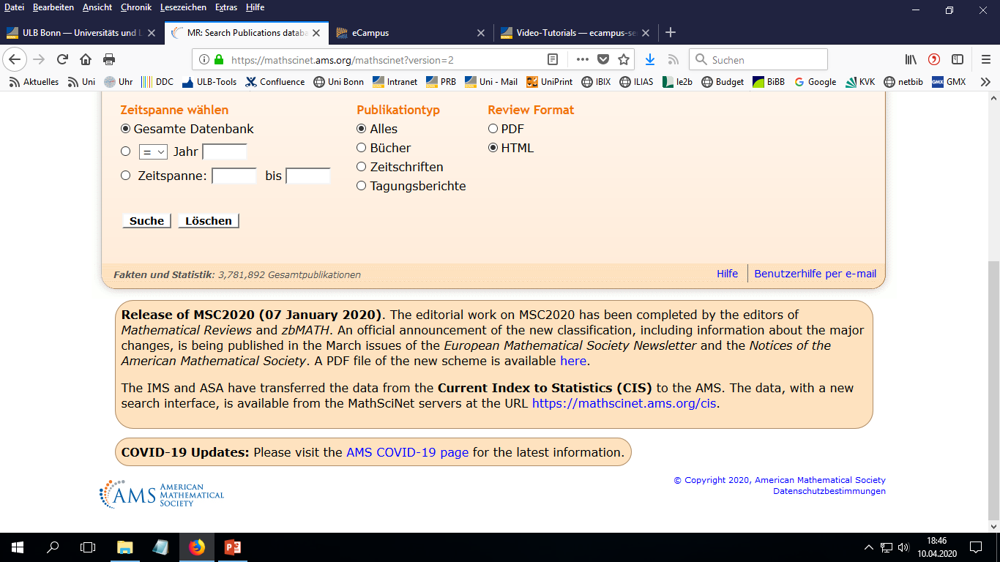 Datei Bearbeiten Ansicht Chronik Lesezeichen Extras Hilfe
ULB Bonn — Universitäts und L
MR: Search Publications databa
eCampus
Video-Tutorials — ecampus-se
https://mathscinet.ams.org/mathscinet?version=2
Suchen
Aktuelles Uni Uhr DDC ULB-Tools Confluence Uni Bonn Intranet PRB Uni - Mail UniPrint IBIX ILIAS le2b Budget BiBB Google KVK netbib GMX
Zeitspanne wählen Publikationtyp Review Format
Gesamte Datenbank Alles PDF
= Jahr Bücher HTML
Zeitspanne: bis Zeitschriften
Tagungsberichte
Suche Löschen
Fakten und Statistik: 3,781,892 Gesamtpublikationen Hilfe Benutzerhilfe per e-mail
Release of MSC2020 (07 January 2020). The editorial work on MSC2020 has been completed by the editors of
Mathematical Reviews and zbMATH. An official announcement of the new classification, including information about the major
changes, is being published in the March issues of the European Mathematical Society Newsletter and the Notices of the
American Mathematical Society. A PDF file of the new scheme is available here.
The IMS and ASA have transferred the data from the Current Index to Statistics (CIS) to the AMS. The data, with a new
search interface, is available from the MathSciNet servers at the URL https://mathscinet.ams.org/cis.
COVID-19 Updates: Please visit the AMS COVID-19 page for the latest information.
AMS AMERICAN
MATHEMATICAL
SOCIETY
© Copyright 2020, American Mathematical Society
Datenschutzbestimmungen
18:46
10.04.2020